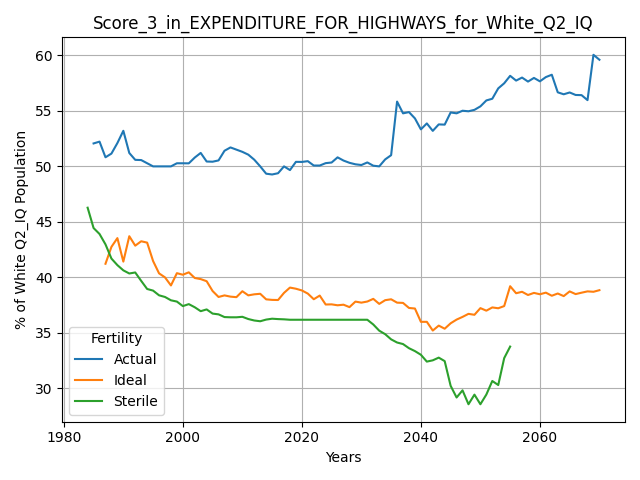 Score_3_in_EXPENDITURE_FOR_HIGHWAYS_for_White_Q2_IQ
% of White Q2_IQ Population
60
55
50
45
40
35
30
Fertility
Actual
Ideal
Sterile
1980
2000
2020
2040
2060
Years